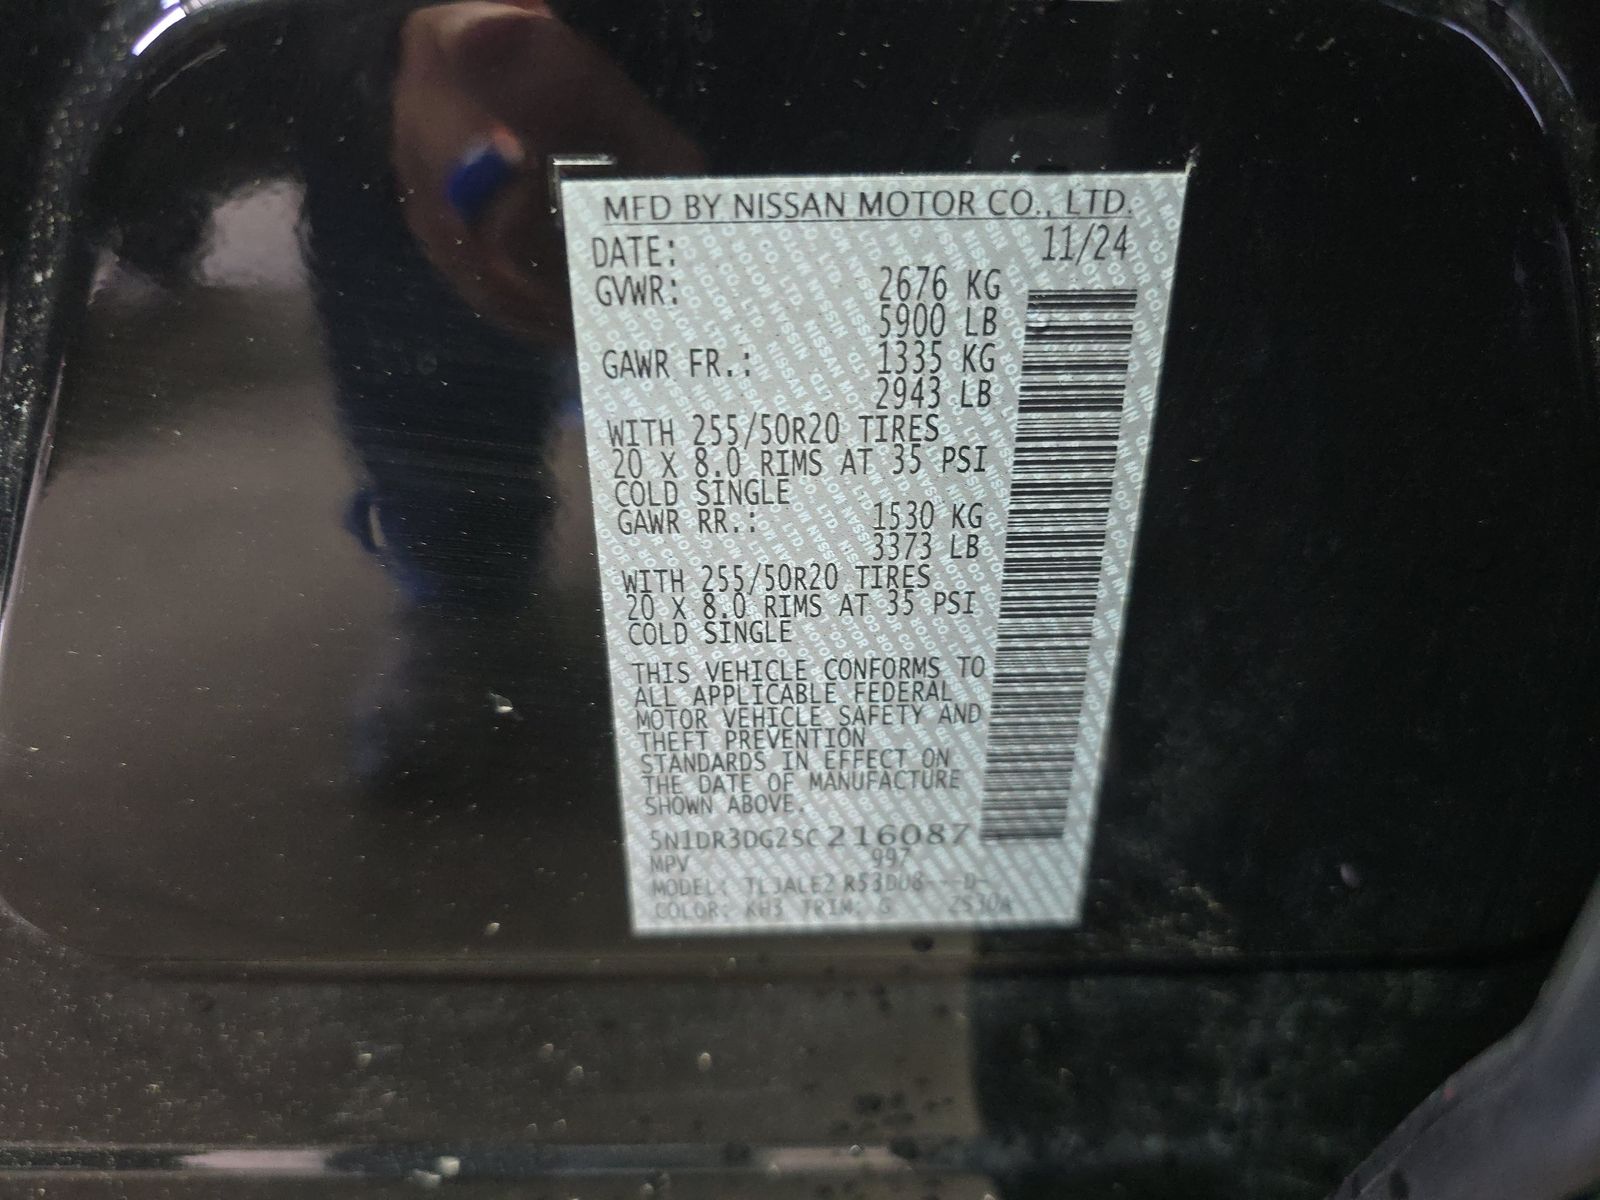 MFD BY NISSAN MOTOR CO., LTD.
DATE: 11/24
GVWR: 2676 KG
5900 LB
GAWR FR.: 1335 KG
2943 LB
WITH 255/50R20 TIRES
20 X 8.0 RIMS AT 35 PSI
COLD SINGLE
GAWR RR.: 1530 KG
3373 LB
WITH 255/50R20 TIRES
20 X 8.0 RIMS AT 35 PSI
COLD SINGLE
THIS VEHICLE CONFORMS TO
ALL APPLICABLE FEDERAL
MOTOR VEHICLE SAFETY AND
THEFT PREVENTION
STANDARDS IN EFFECT ON
THE DATE OF MANUFACTURE
SHOWN ABOVE.
5N1DR3DG2SC216087
MPV 997
MODEL: TL3ALE2 R53DU8---D-
COLOR: KH3 TRIM: G